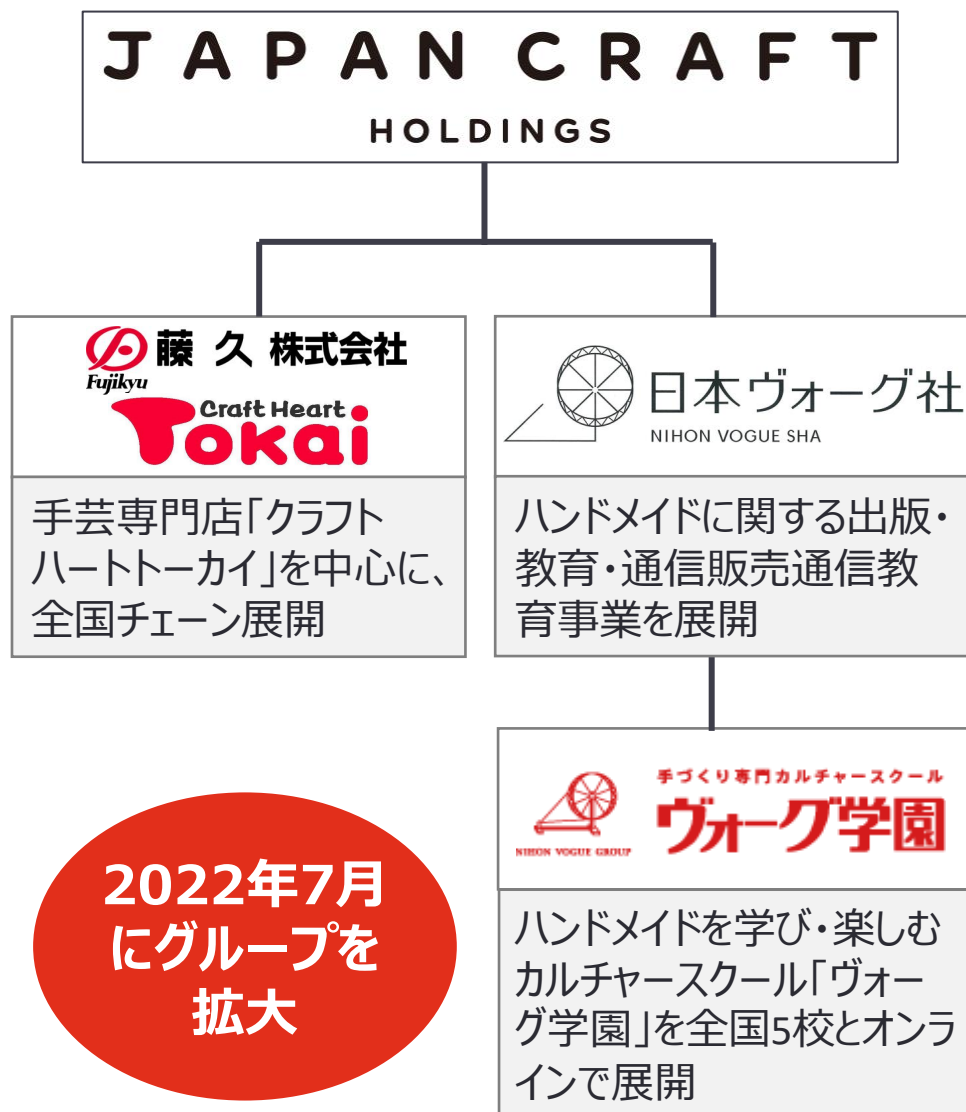 JAPAN CRAFT
HOLDINGS
藤久 株式会社
Fujikyu
Craft Heart
Tokai
手芸専門店「クラフト
ハートトーカイ」を中心に、
全国チェーン展開
日本ヴォーグ社
NIHON VOGUE SHA
ハンドメイドに関する出版・
教育・通信販売通信教
育事業を展開
手づくり専門カルチャースクール
ヴォーグ学園
NIHON VOGUE GROUP
ハンドメイドを学び・楽しむ
カルチャースクール「ヴォー
グ学園」を全国5校とオンラ
インで展開
2022年7月
にグループを
拡大